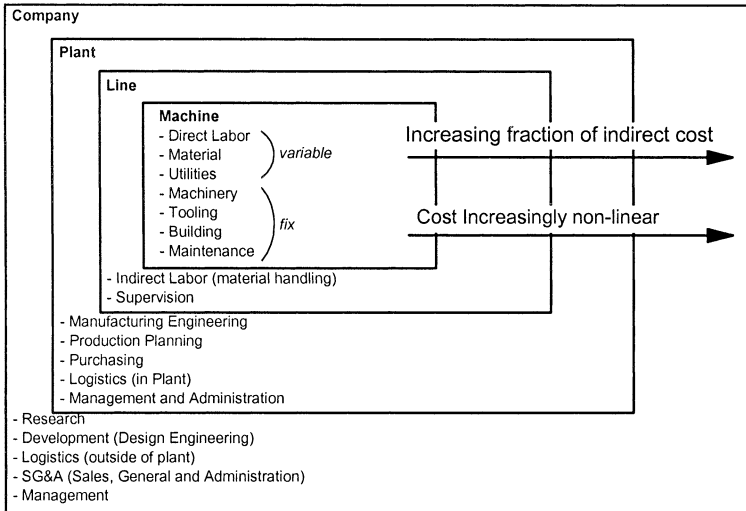 Company
Plant
Line
Machine
- Direct Labor
- Material
- Utilities
variable
- Machinery
- Tooling
- Building
- Maintenance
fix
Increasing fraction of indirect cost
Cost Increasingly non-linear
- Indirect Labor (material handling)
- Supervision
- Manufacturing Engineering
- Production Planning
- Purchasing
- Logistics (in Plant)
- Management and Administration
- Research
- Development (Design Engineering)
- Logistics (outside of plant)
- SG&A (Sales, General and Administration)
- Management